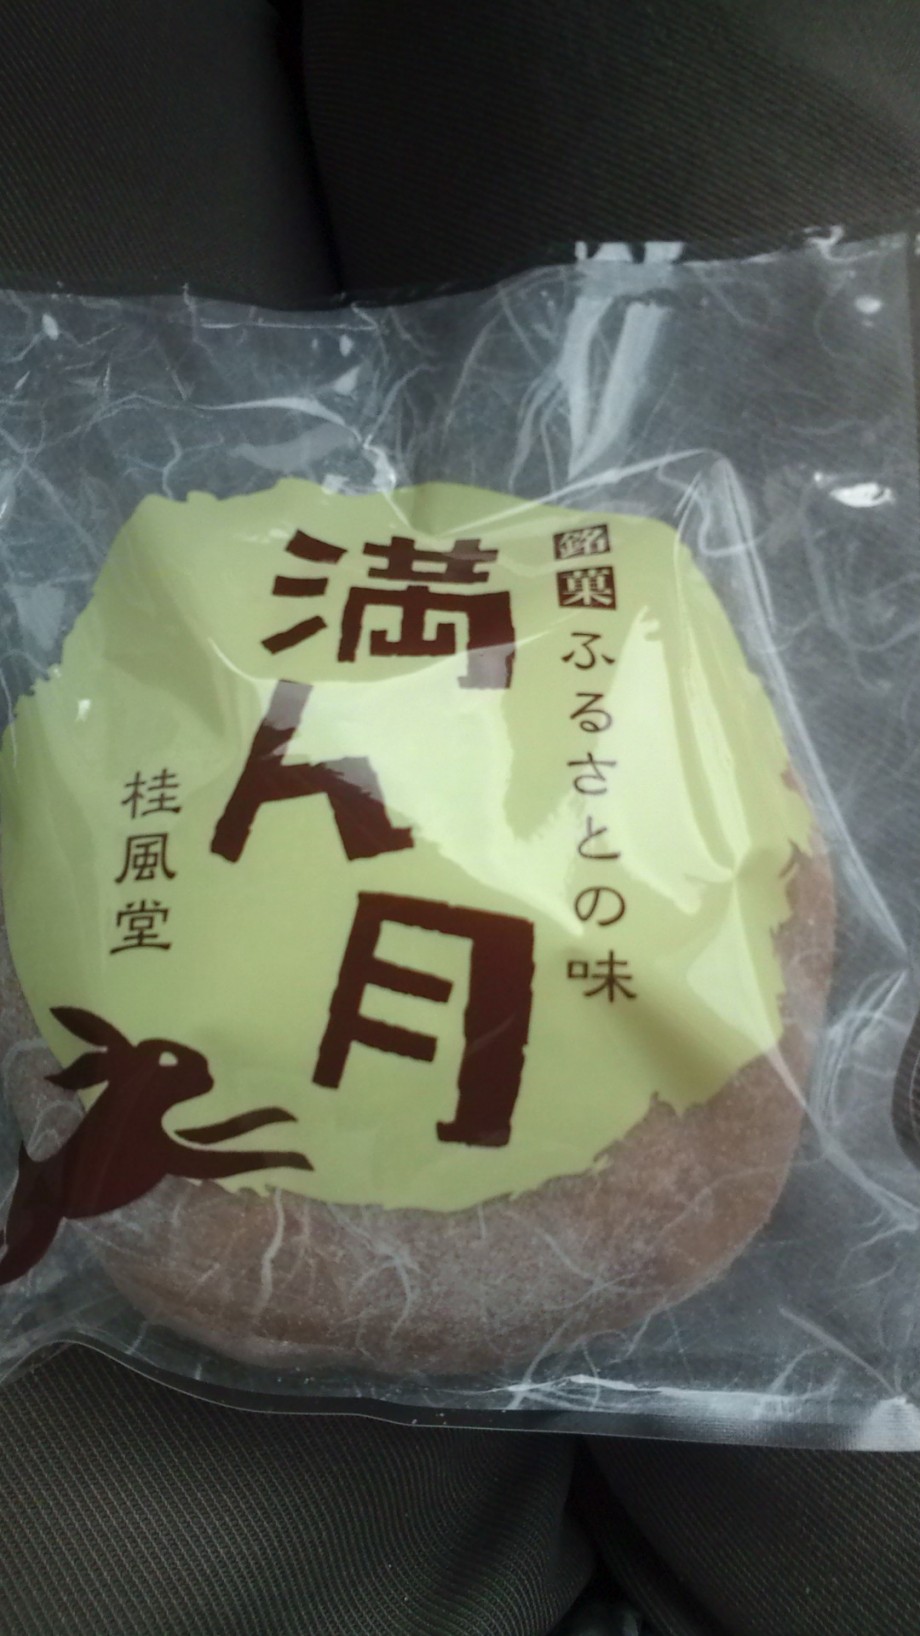 銘菓 ふるさとの味
満月
桂風堂